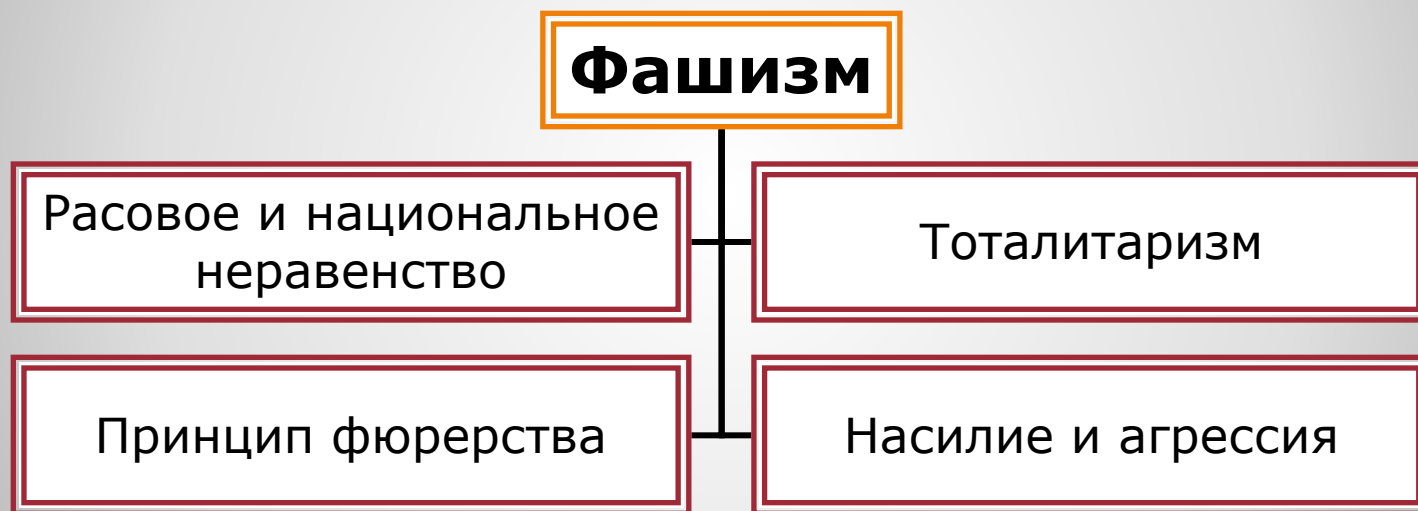 Фашизм
Расовое и национальное
неравенство
Тоталитаризм
Принцип фюрерства
Насилие и агрессия